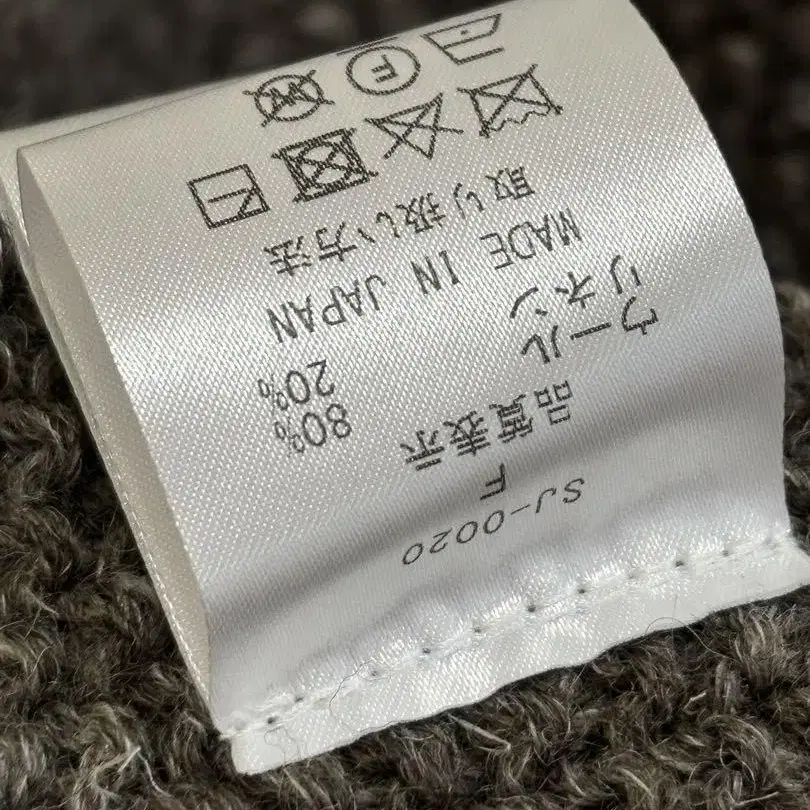 SJ-0020
F
品質表示
ウール 80%
リネン 20%
MADE IN JAPAN
取り扱い方法
F
W